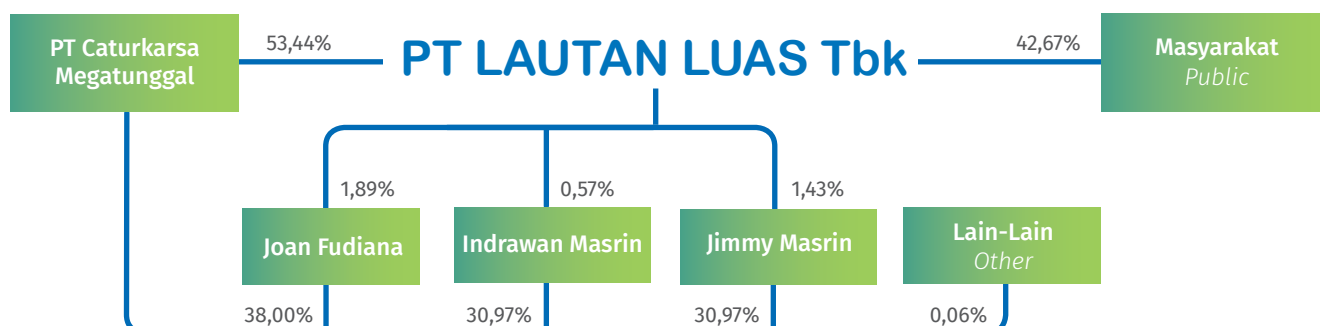 PT Caturkarsa
Megatunggal
53,44%
PT LAUTAN LUAS Tbk
42,67%
Masyarakat
Public
1,89%
0,57%
1,43%
Joan Fudiana
Indrawan Masrin
Jimmy Masrin
Lain-Lain
Other
38,00%
30,97%
30,97%
0,06%